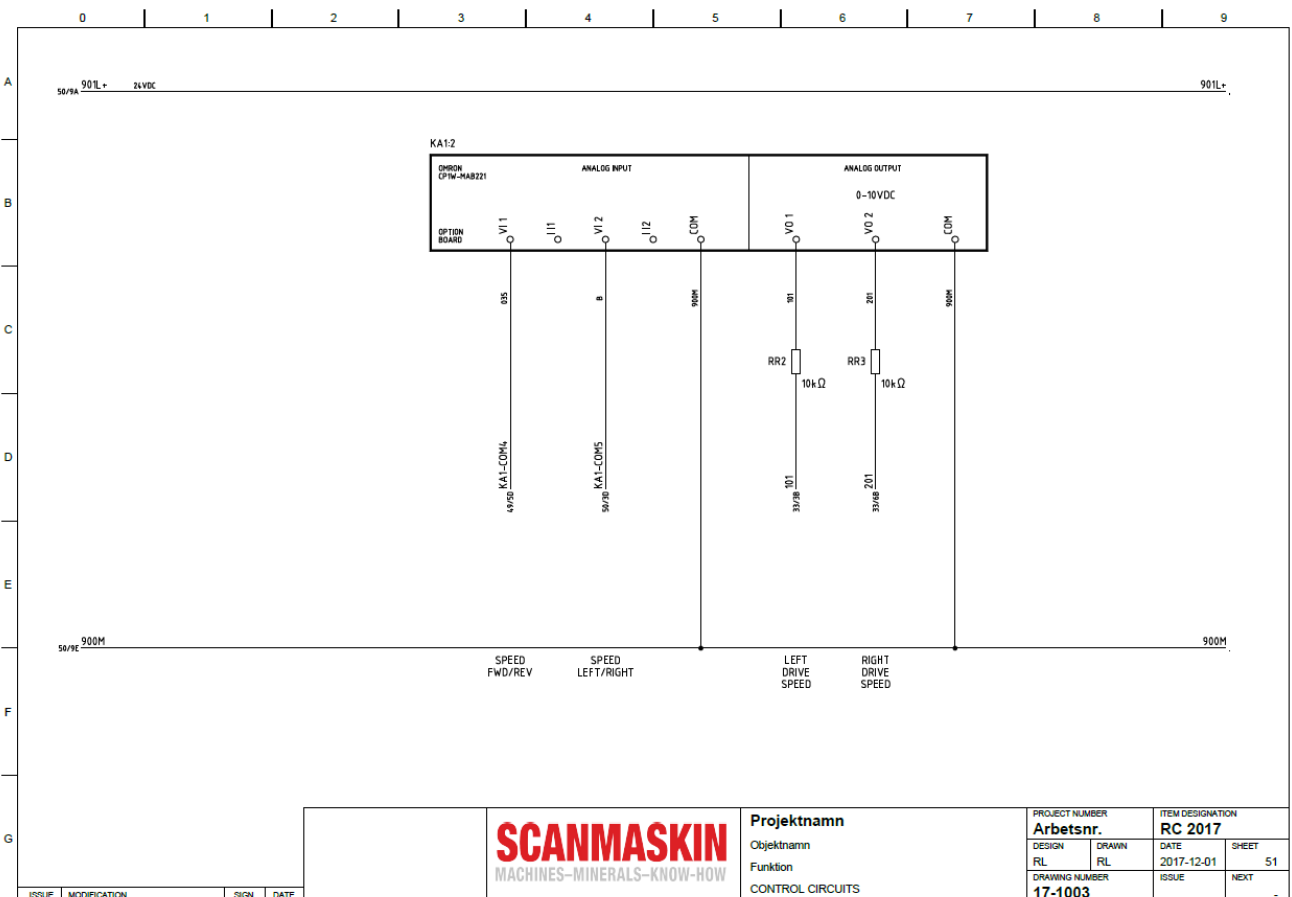 0 1 2 3 4 5 6 7 8 9
A
50/9A 901L+ 24VDC 901L+
KA1:2
OMRON
CP1W-MAB221
ANALOG INPUT
ANALOG OUTPUT
0-10VDC
B
OPTION
BOARD
VI 1 II1 VI 2 II2 COM VO 1 VO 2 COM
035 B 900M 101 201 900M
C
RR2 10kΩ RR3 10kΩ
D
KA1-COM4 KA1-COM5 101 201
49/5D 50/3D 33/3B 33/6B
E
50/9E 900M 900M
SPEED
FWD/REV
SPEED
LEFT/RIGHT
LEFT
DRIVE
SPEED
RIGHT
DRIVE
SPEED
F
G
SCANMASKIN
MACHINES–MINERALS–KNOW-HOW
Projektnamn
Objektnamn
Funktion
CONTROL CIRCUITS
PROJECT NUMBER
Arbetsnr.
ITEM DESIGNATION
RC 2017
DESIGN DRAWN DATE SHEET
RL RL 2017-12-01 51
DRAWING NUMBER ISSUE NEXT
17-1003 -
ISSUE MODIFICATION SIGN DATE